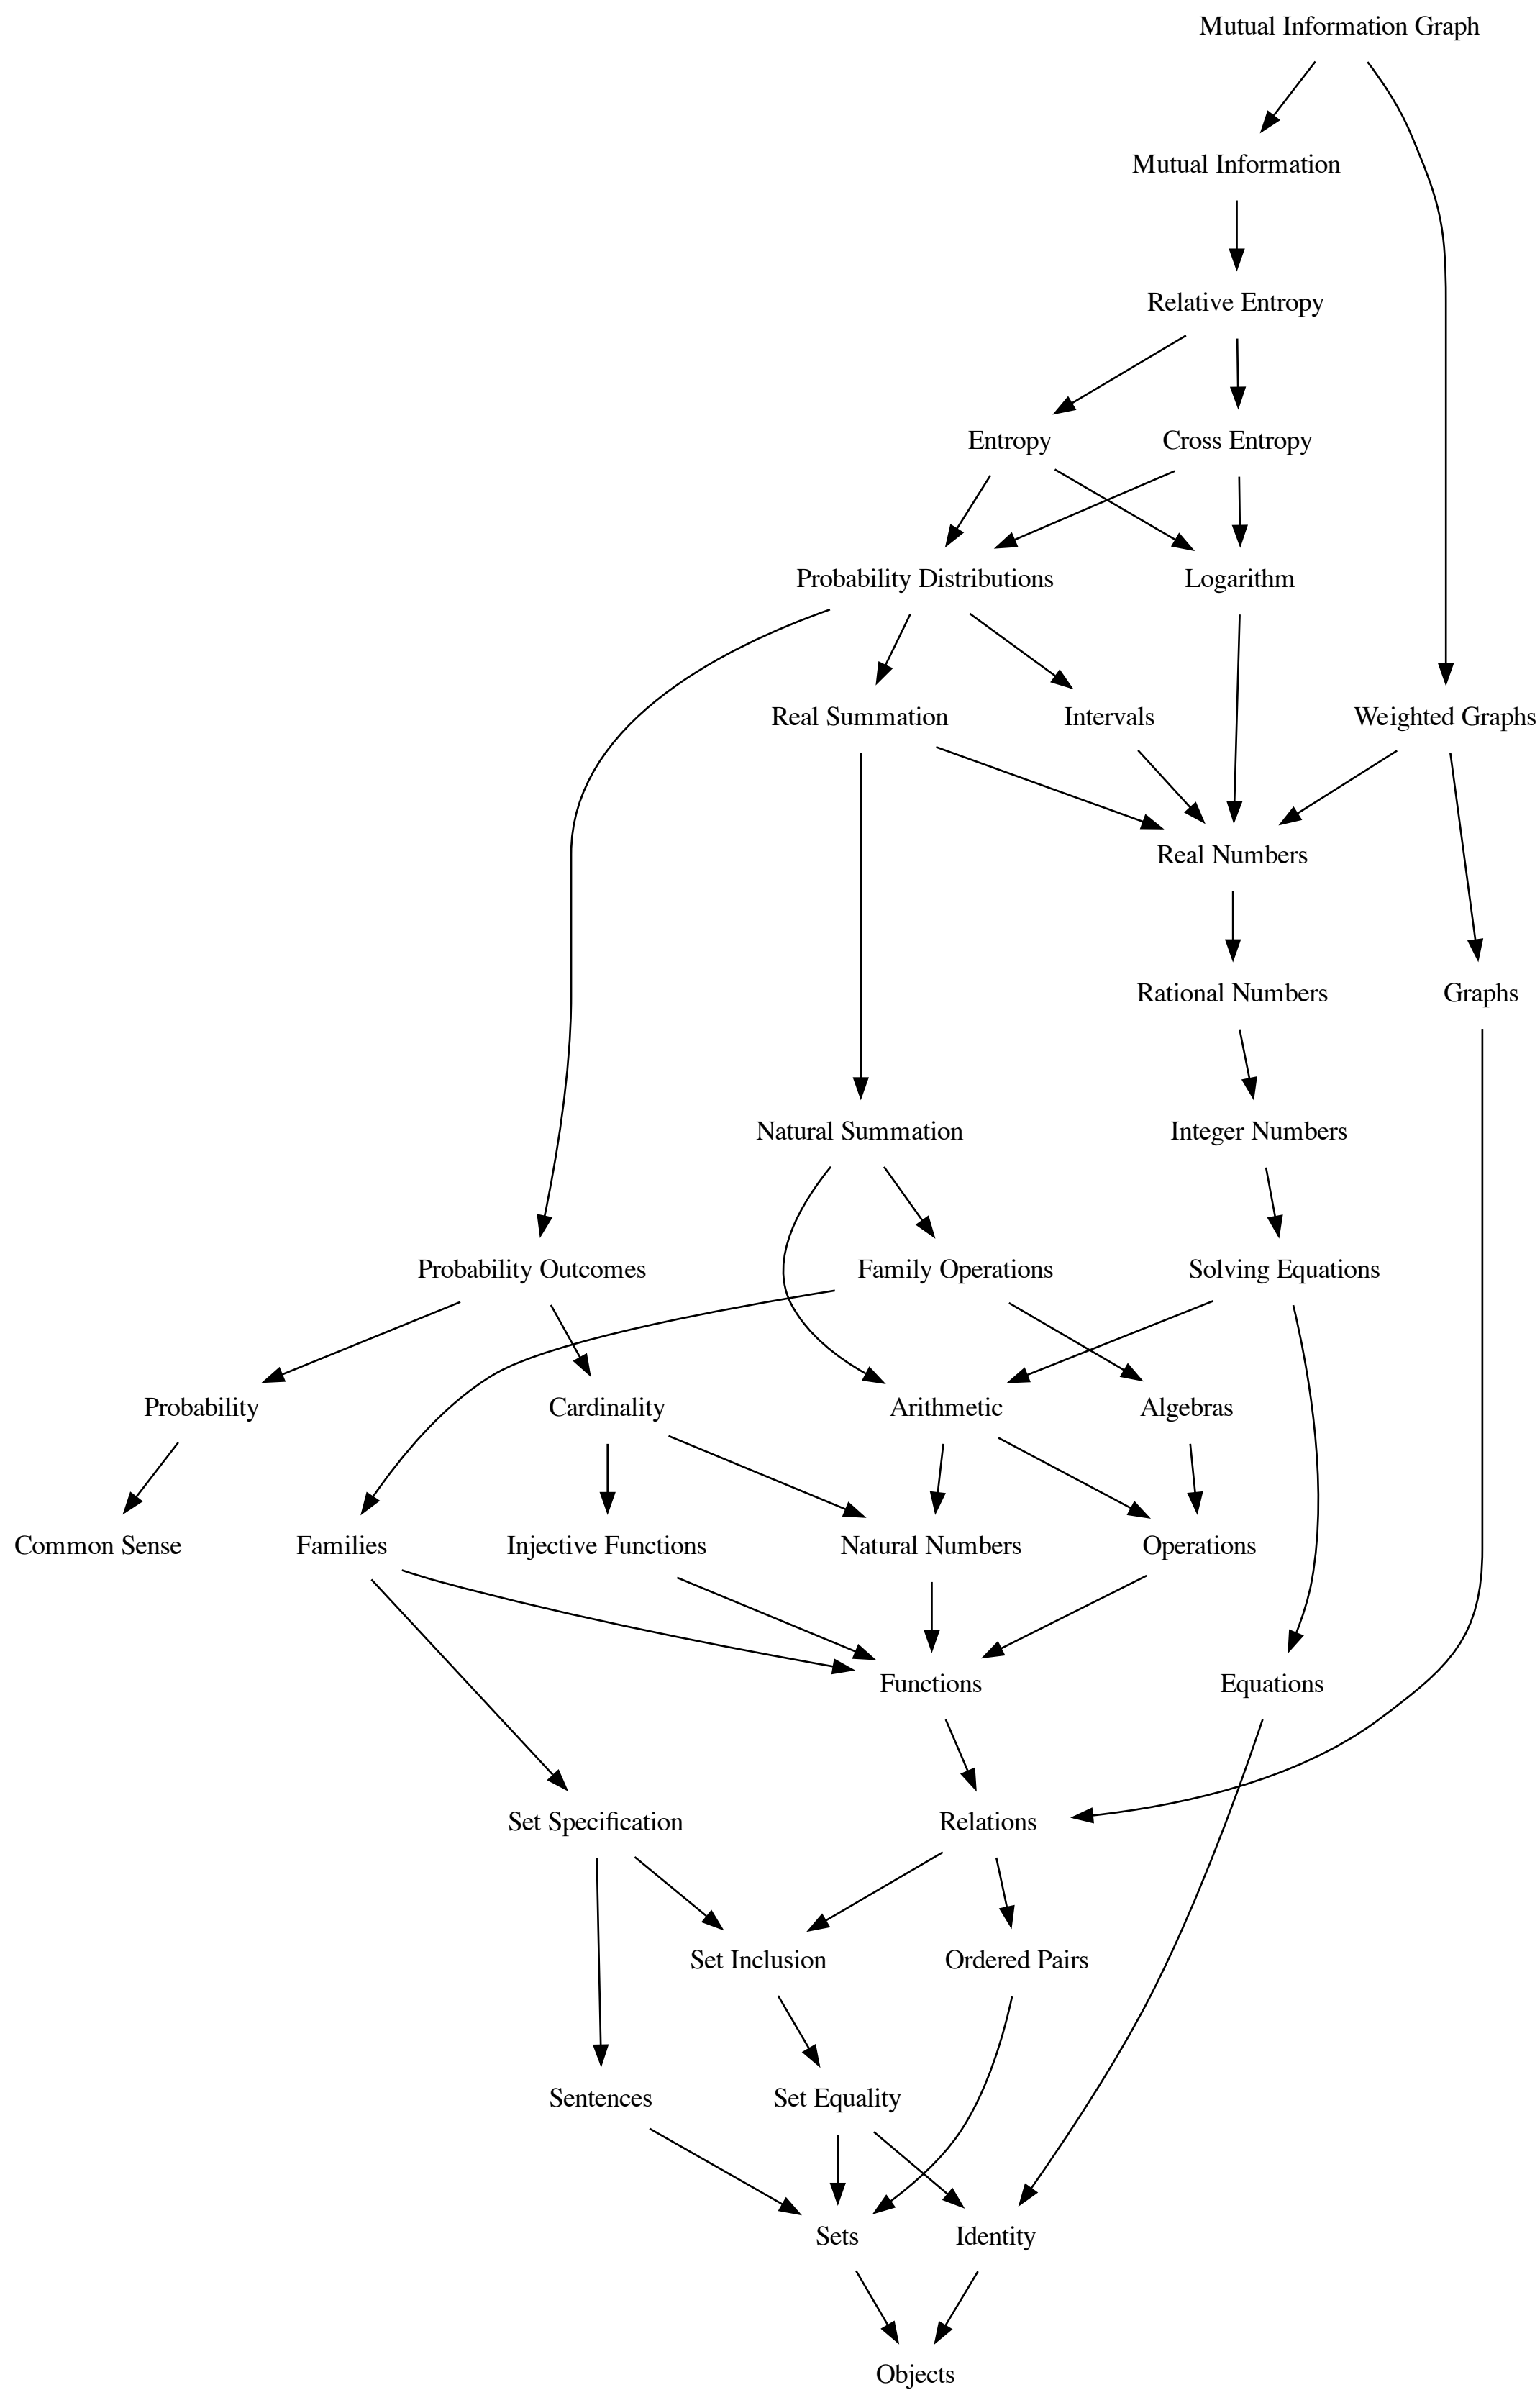 Mutual Information Graph
Mutual Information
Relative Entropy
Entropy
Cross Entropy
Probability Distributions
Logarithm
Real Summation
Intervals
Weighted Graphs
Real Numbers
Rational Numbers
Graphs
Natural Summation
Integer Numbers
Probability Outcomes
Family Operations
Solving Equations
Probability
Cardinality
Arithmetic
Algebras
Common Sense
Families
Injective Functions
Natural Numbers
Operations
Functions
Equations
Set Specification
Relations
Set Inclusion
Ordered Pairs
Sentences
Set Equality
Sets
Identity
Objects